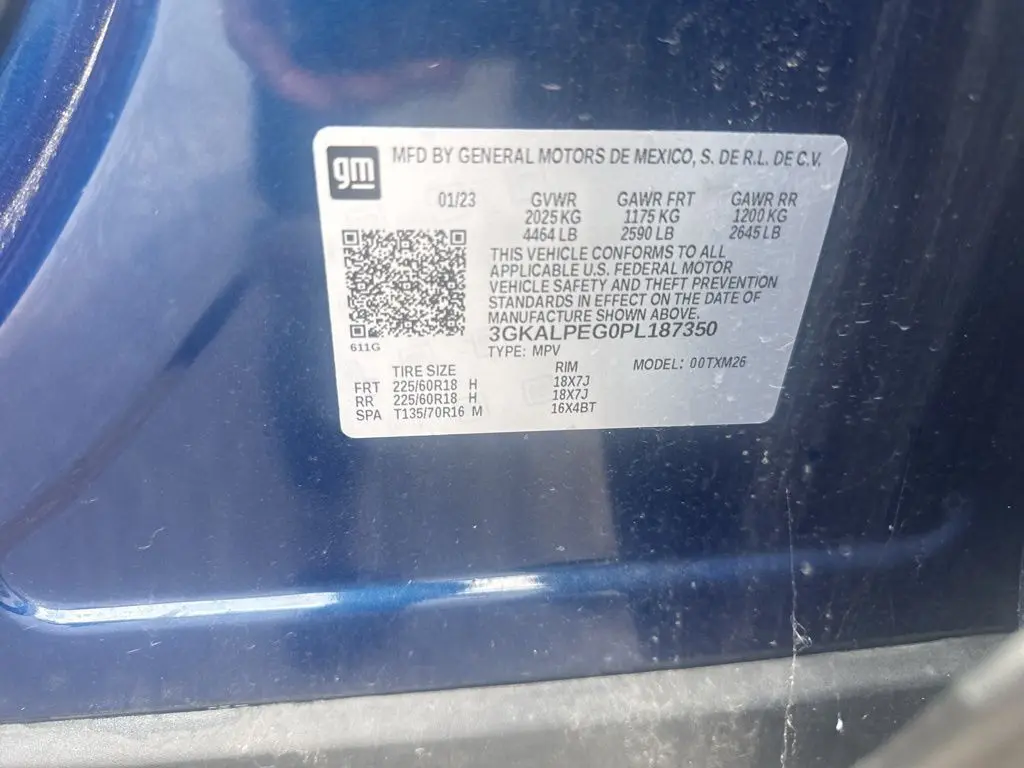 gm
MFD BY GENERAL MOTORS DE MEXICO, S. DE R.L. DE C.V.
01/23 GVWR GAWR FRT GAWR RR
2025 KG 1175 KG 1200 KG
4464 LB 2590 LB 2645 LB
THIS VEHICLE CONFORMS TO ALL
APPLICABLE U.S. FEDERAL MOTOR
VEHICLE SAFETY AND THEFT PREVENTION
STANDARDS IN EFFECT ON THE DATE OF
MANUFACTURE SHOWN ABOVE.
3GKALPEG0PL187350
611G
TYPE: MPV MODEL: 00TXM26
TIRE SIZE RIM
FRT 225/60R18 H 18X7J
RR 225/60R18 H 18X7J
SPA T135/70R16 M 16X4BT